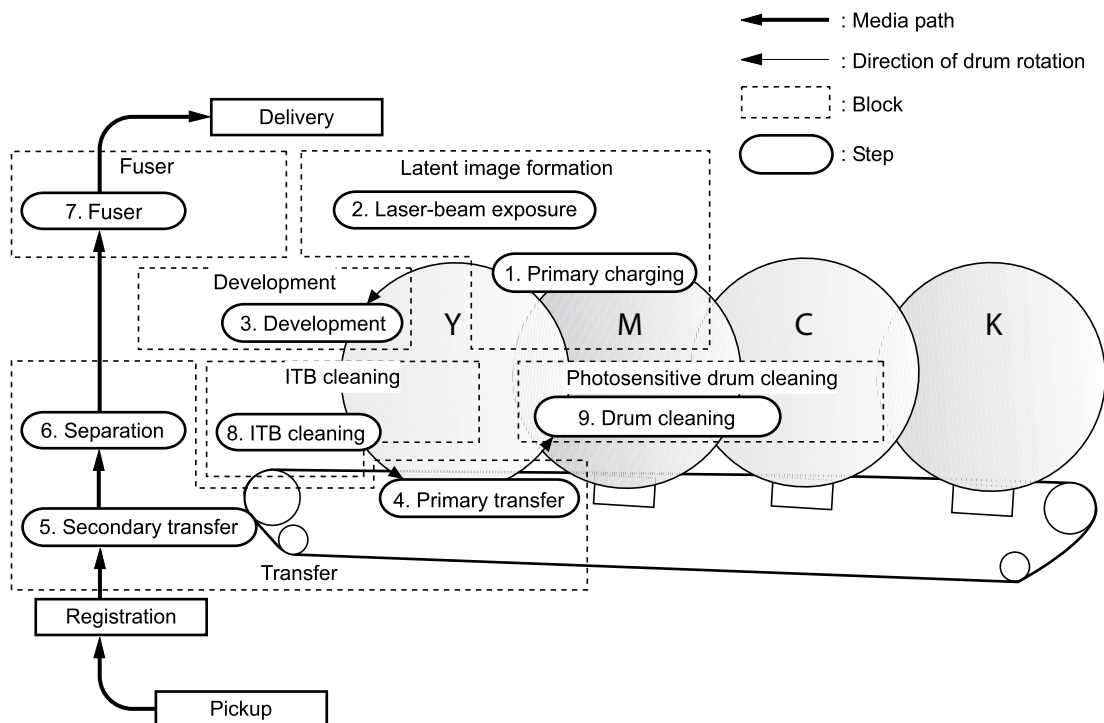 : Media path
: Direction of drum rotation
: Block
: Step
Delivery
Fuser
7. Fuser
Latent image formation
2. Laser-beam exposure
1. Primary charging
Development
3. Development
Y
M
C
K
ITB cleaning
8. ITB cleaning
Photosensitive drum cleaning
9. Drum cleaning
6. Separation
4. Primary transfer
5. Secondary transfer
Transfer
Registration
Pickup